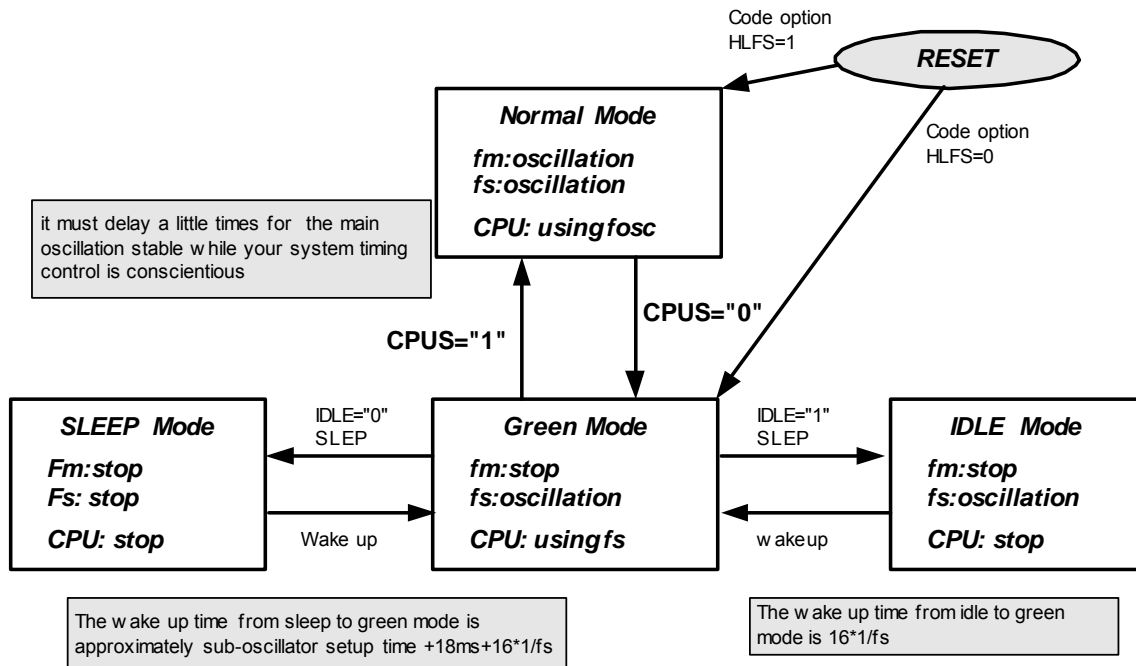 Code option
HLFS=1
RESET
Normal Mode
fm:oscillation
fs:oscillation
CPU: using fosc
Code option
HLFS=0
it must delay a little times for the main
oscillation stable while your system timing
control is conscientious
CPUS="1"
CPUS="0"
SLEEP Mode
Fm:stop
Fs: stop
CPU: stop
IDLE="0"
SLEP
Wake up
Green Mode
fm:stop
fs:oscillation
CPU: using fs
IDLE="1"
SLEP
wakeup
IDLE Mode
fm:stop
fs:oscillation
CPU: stop
The wake up time from sleep to green mode is
approximately sub-oscillator setup time +18ms+16*1/fs
The wake up time from idle to green
mode is 16*1/fs